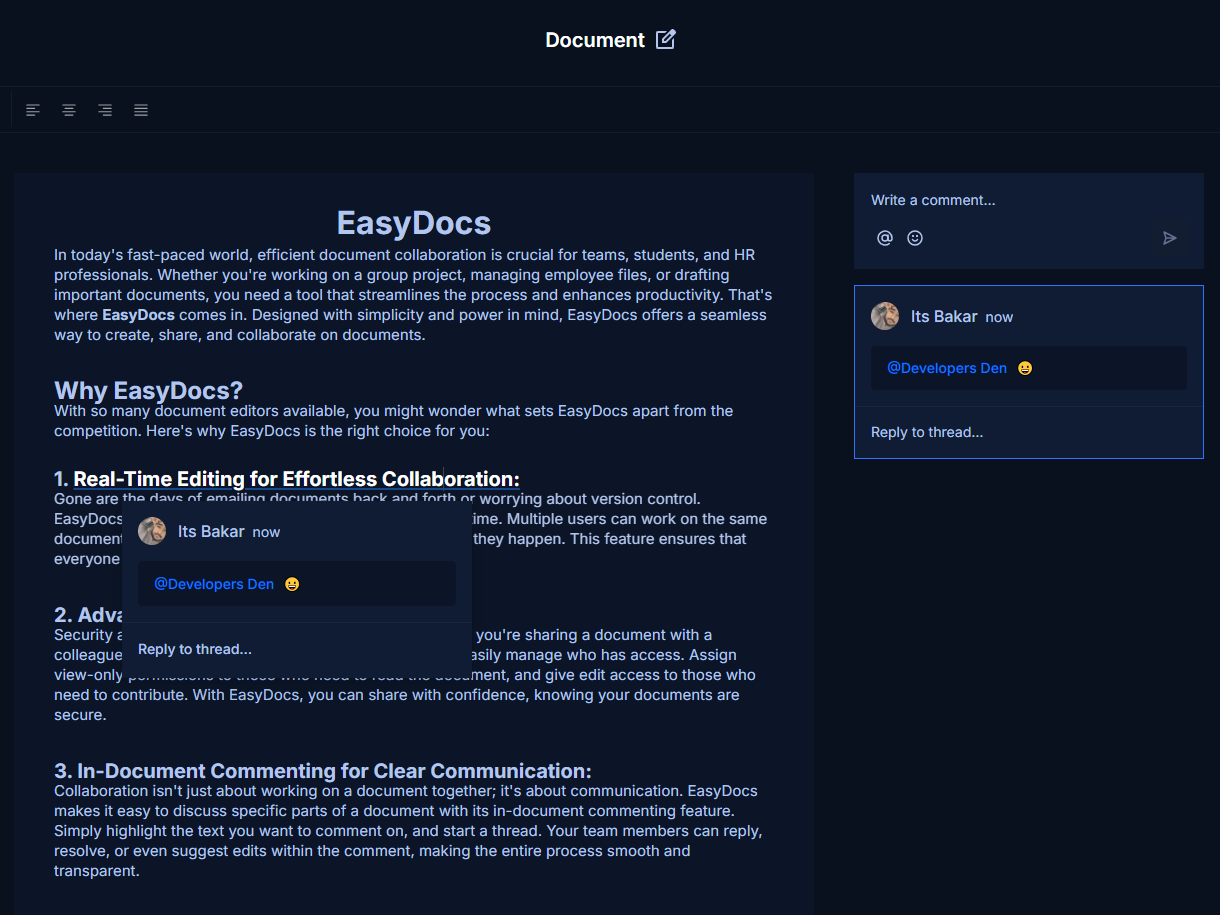 Document
EasyDocs
In today's fast-paced world, efficient document collaboration is crucial for teams, students, and HR
professionals. Whether you're working on a group project, managing employee files, or drafting
important documents, you need a tool that streamlines the process and enhances productivity. That's
where EasyDocs comes in. Designed with simplicity and power in mind, EasyDocs offers a seamless
way to create, share, and collaborate on documents.
Why EasyDocs?
With so many document editors available, you might wonder what sets EasyDocs apart from the
competition. Here's why EasyDocs is the right choice for you:
1. Real-Time Editing for Effortless Collaboration:
Gone are the days of emailing documents back and forth or worrying about version control.
EasyDocs time. Multiple users can work on the same
document they happen. This feature ensures that
everyone
Its Bakar now
@Developers Den 😀
Reply to thread...
2.
Security you're sharing a document with a
easily manage who has access. Assign
view-only permissions to those who need to read the document, and give edit access to those who
need to contribute. With EasyDocs, you can share with confidence, knowing your documents are
secure.
3. In-Document Commenting for Clear Communication:
Collaboration isn't just about working on a document together; it's about communication. EasyDocs
makes it easy to discuss specific parts of a document with its in-document commenting feature.
Simply highlight the text you want to comment on, and start a thread. Your team members can reply,
resolve, or even suggest edits within the comment, making the entire process smooth and
transparent.
Write a comment...
@
Its Bakar now
@Developers Den 😀
Reply to thread...